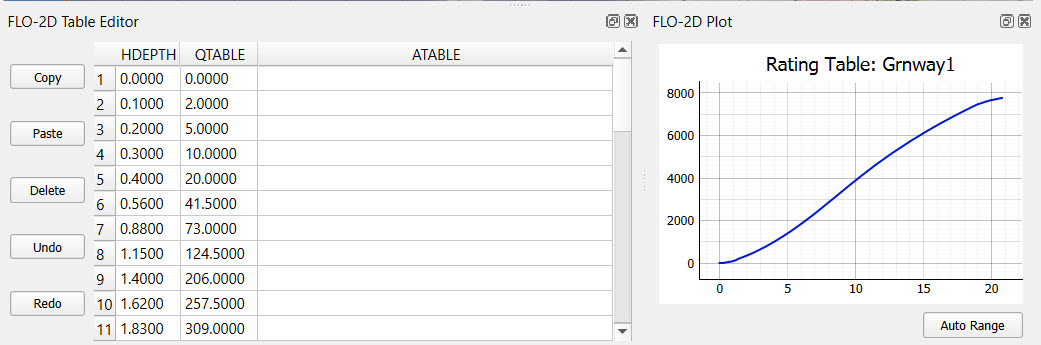 FLO-2D Table Editor
Copy
Paste
Delete
Undo
Redo
HDEPTH QTABLE ATABLE
1 0.0000 0.0000
2 0.1000 2.0000
3 0.2000 5.0000
4 0.3000 10.0000
5 0.4000 20.0000
6 0.5600 41.5000
7 0.8800 73.0000
8 1.1500 124.5000
9 1.4000 206.0000
10 1.6200 257.5000
11 1.8300 309.0000
FLO-2D Plot
Rating Table: Grnway1
8000
6000
4000
2000
0
0 5 10 15 20
Auto Range